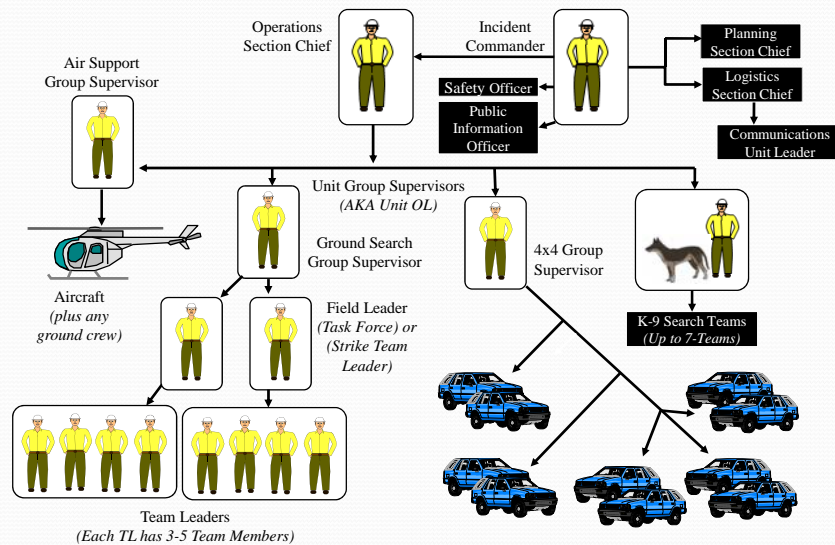 Operations
Section Chief
Incident
Commander
Planning
Section Chief
Logistics
Section Chief
Safety Officer
Public
Information
Officer
Communications
Unit Leader
Air Support
Group Supervisor
Unit Group Supervisors
(AKA Unit OL)
Ground Search
Group Supervisor
4x4 Group
Supervisor
Aircraft
(plus any
ground crew)
Field Leader
(Task Force) or
(Strike Team
Leader)
K-9 Search Teams
(Up to 7-Teams)
Team Leaders
(Each TL has 3-5 Team Members)